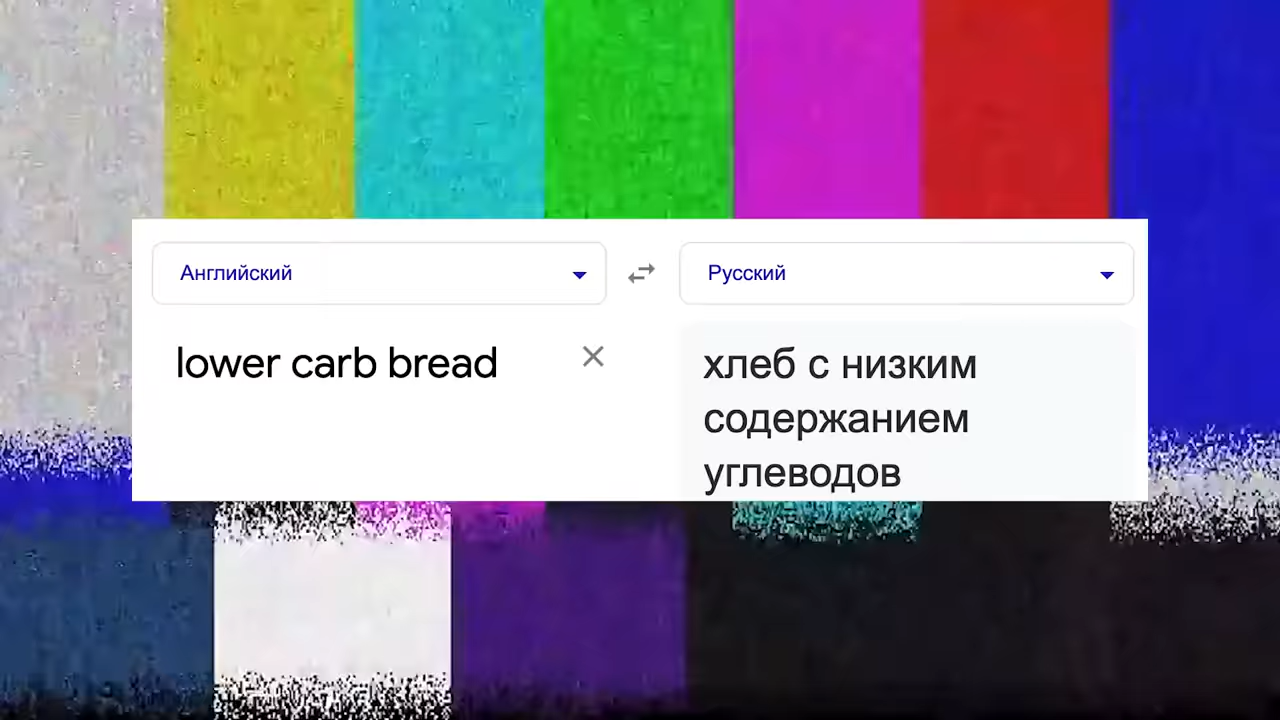 Английский
Русский
lower carb bread
хлеб с низким
содержанием
углеводов